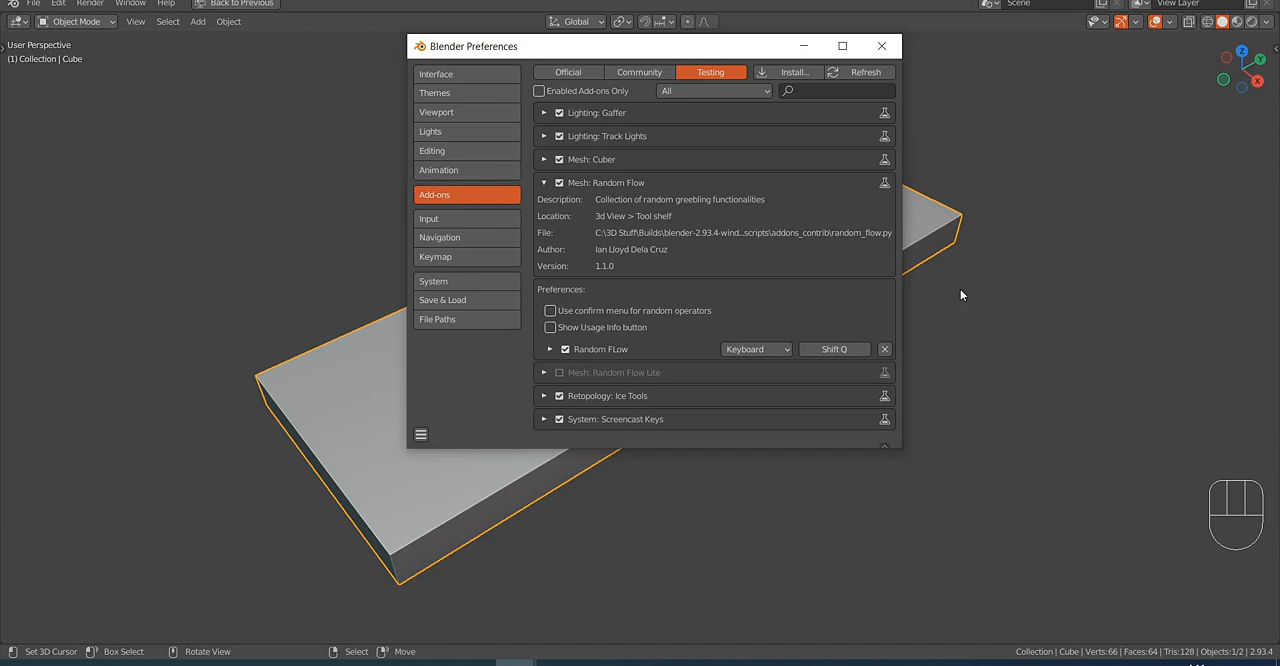 File Edit Render Window Help Back to Previous Scene View Layer
Object Mode View Select Add Object Global
User Perspective
(1) Collection | Cube
Blender Preferences
Interface
Themes
Viewport
Lights
Editing
Animation
Add-ons
Input
Navigation
Keymap
System
Save & Load
File Paths
Official Community Testing Install... Refresh
Enabled Add-ons Only All
Lighting: Gaffer
Lighting: Track Lights
Mesh: Cuber
Mesh: Random Flow
Description: Collection of random greebling functionalities
Location: 3d View > Tool shelf
File: C:\3D Stuff\Builds\blender-2.93.4-wind...scripts\addons_contrib\random_flow.py
Author: Ian Lloyd Dela Cruz
Version: 1.1.0
Preferences:
Use confirm menu for random operators
Show Usage Info button
Random FLow Keyboard Shift Q
Mesh: Random Flow Lite
Retopology: Ice Tools
System: Screencast Keys
Z
Y
X
Set 3D Cursor Box Select Rotate View Select Move Collection | Cube | Verts:66 | Faces:64 | Tris:128 | Objects:1/2 | 2.93.4